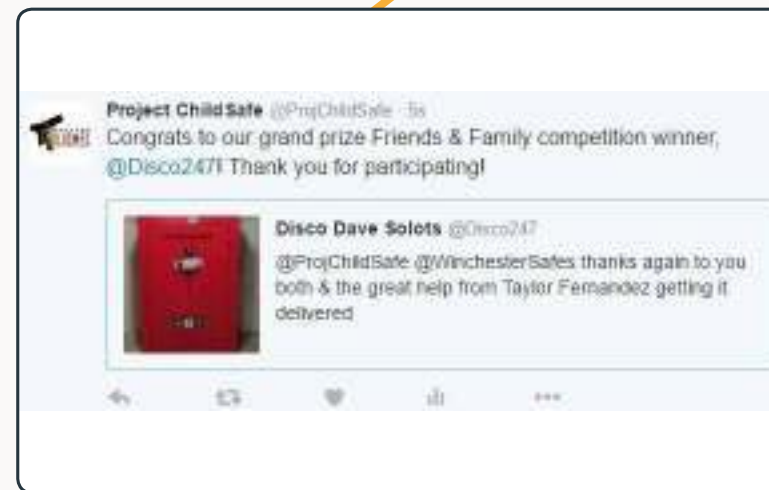 Project ChildSafe @ProjChildSafe · 5s
Congrats to our grand prize Friends & Family competition winner,
@Disco247! Thank you for participating!
Disco Dave Solots @Disco247
@ProjChildSafe @WinchesterSafes thanks again to you
both & the great help from Taylor Fernandez getting it
delivered